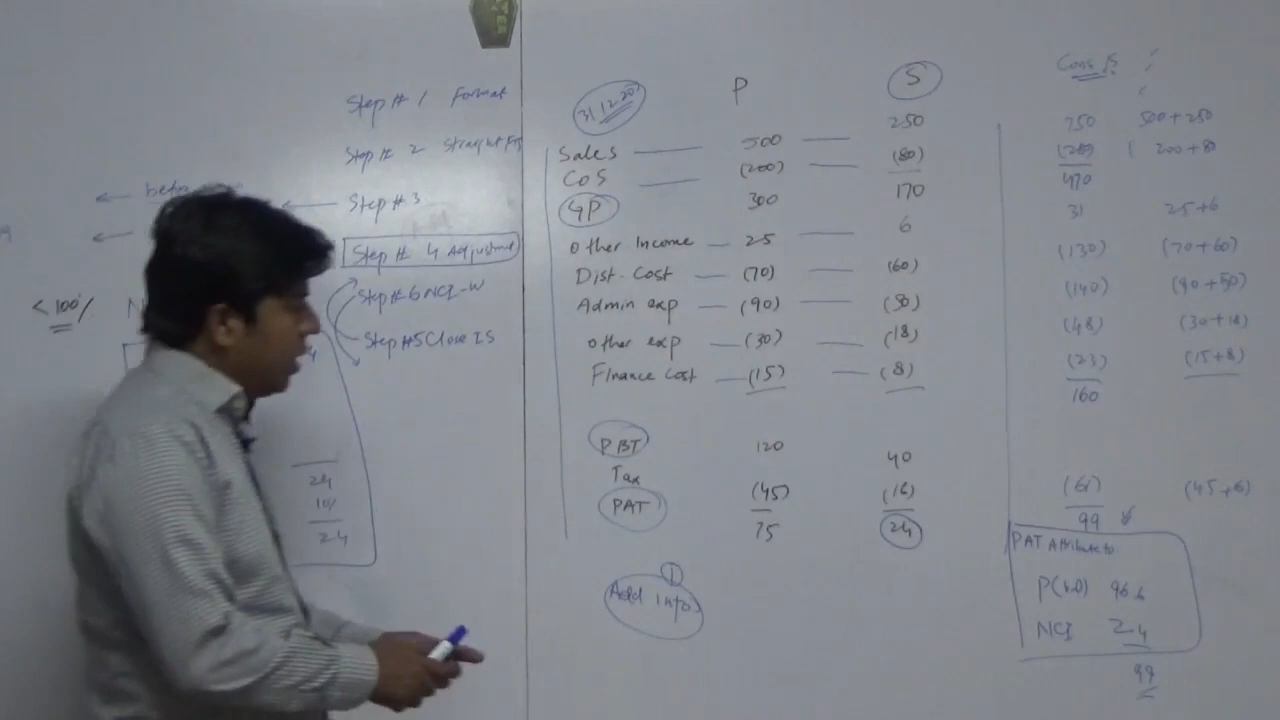 Step # 1 Format
Step # 2 Straight
Step # 3
Step # 4 Adjustment
Step # 6 NCI-W
Step # 5 Close IS
< 100%
24
10%
24
31.12.20
P
S
Sales 500 250
COS (200) (80)
GP 300 170
Other Income 25 6
Dist. Cost (70) (60)
Admin exp (90) (50)
other exp (30) (18)
Finance Cost (15) (8)
PBT 120 40
Tax (45) (16)
PAT 75 24
Add info
1
Cons IS
750 500+250
(280) 200+80
470
31 25+6
(130) (70+60)
(140) (90+50)
(48) (30+18)
(23) (15+8)
160
(61) (45+6)
99
PAT Attribute to
96.6
NCI 2.4
99